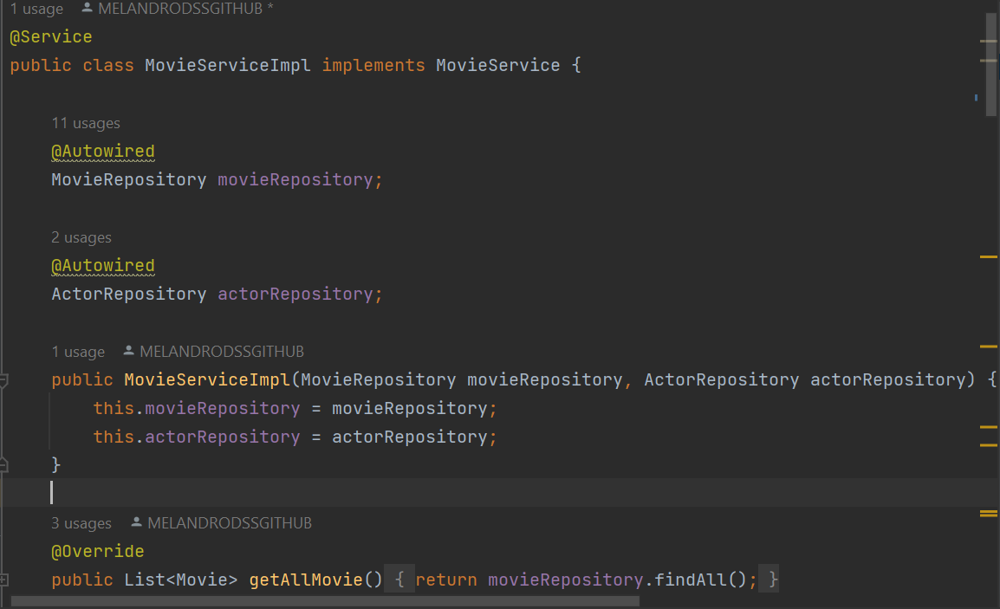 1 usage MELANDRODSSGITHUB *
@Service
public class MovieServiceImpl implements MovieService {
11 usages
@Autowired
MovieRepository movieRepository;
2 usages
@Autowired
ActorRepository actorRepository;
1 usage MELANDRODSSGITHUB
public MovieServiceImpl(MovieRepository movieRepository, ActorRepository actorRepository) {
this.movieRepository = movieRepository;
this.actorRepository = actorRepository;
}
3 usages MELANDRODSSGITHUB
@Override
public List<Movie> getAllMovie() { return movieRepository.findAll(); }